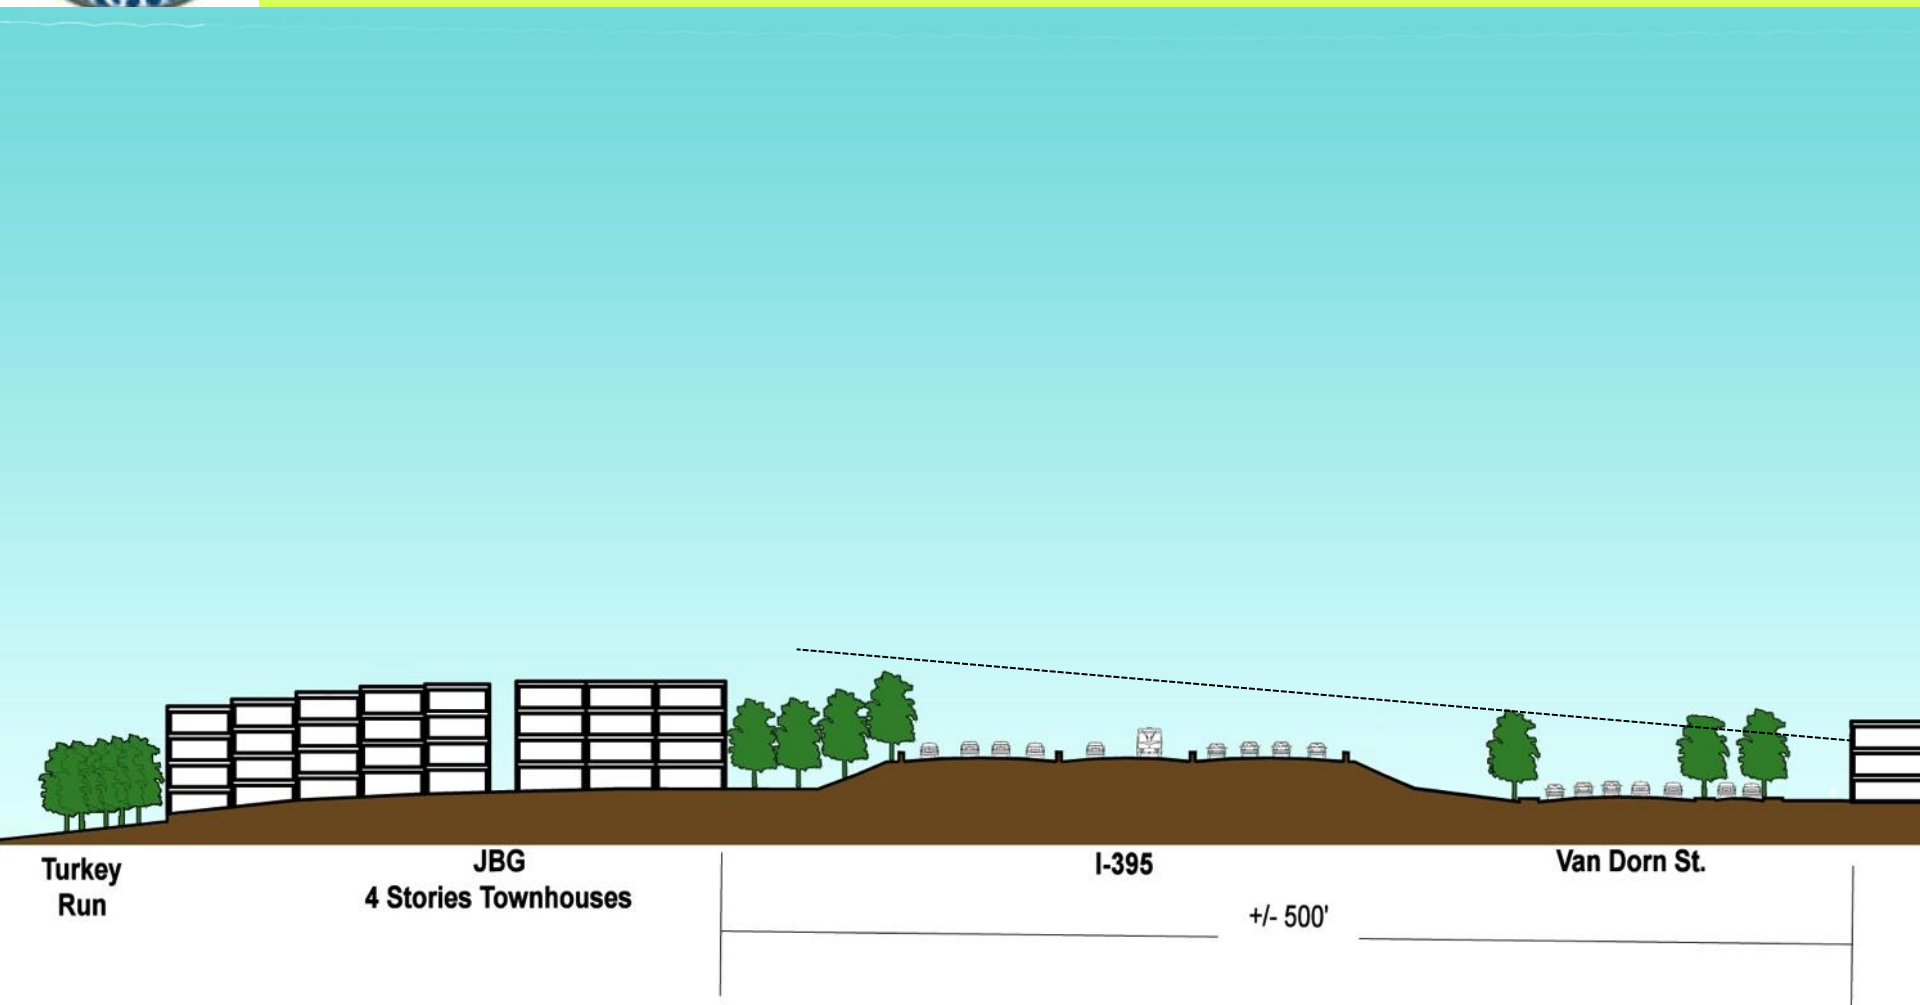 Turkey
Run
JBG
4 Stories Townhouses
I-395
Van Dorn St.
+/- 500'